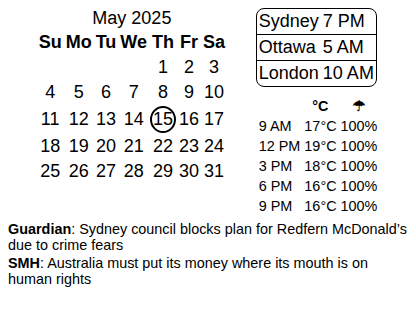 May 2025
Su Mo Tu We Th Fr Sa
1 2 3
4 5 6 7 8 9 10
11 12 13 14 15 16 17
18 19 20 21 22 23 24
25 26 27 28 29 30 31
Sydney 7 PM
Ottawa 5 AM
London 10 AM
°C ☂
9 AM 17°C 100%
12 PM 19°C 100%
3 PM 18°C 100%
6 PM 16°C 100%
9 PM 16°C 100%
Guardian: Sydney council blocks plan for Redfern McDonald’s
due to crime fears
SMH: Australia must put its money where its mouth is on
human rights